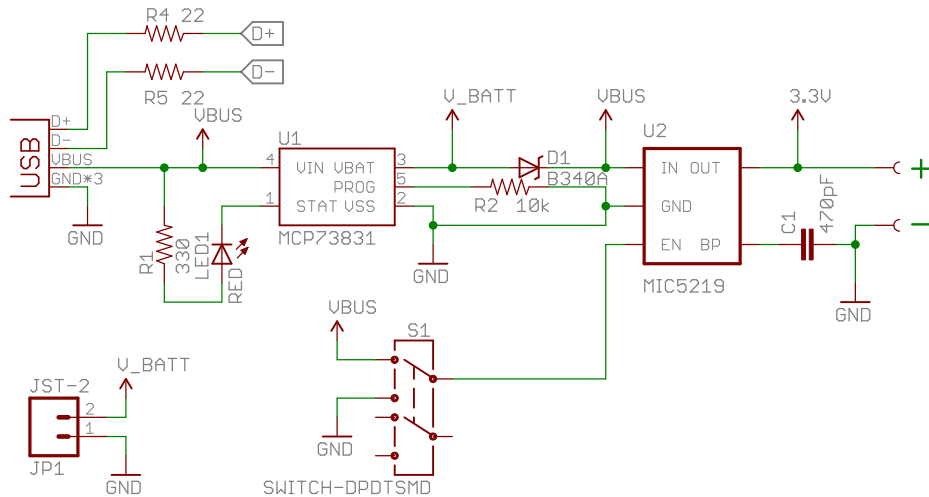 R4 22
D+
D-
R5 22
V_BATT
VBUS
3.3V
VBUS
U1
U2
D+
D-
VBUS
GND*3
USB
4
VIN VBAT
3
D1
B340A
IN OUT
+
PROG
5
1
STAT VSS
2
R2 10k
GND
470pF
C1
-
GND
MCP73831
EN BP
R1
330
LED1
RED
GND
MIC5219
GND
VBUS
S1
V_BATT
JST-2
2
1
JP1
GND
GND
SWITCH-DPDTSMD